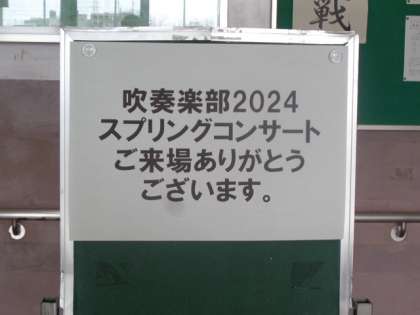 戦
吹奏楽部2024
スプリングコンサート
ご来場ありがとう
ございます。